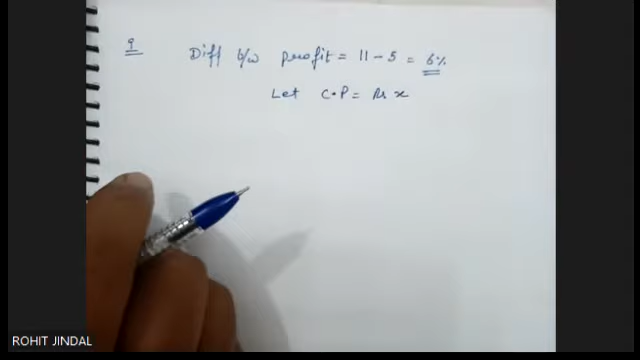 9
Diff b/w profit = 11 - 5 = 6%
Let C.P = Rs x
ROHIT JINDAL